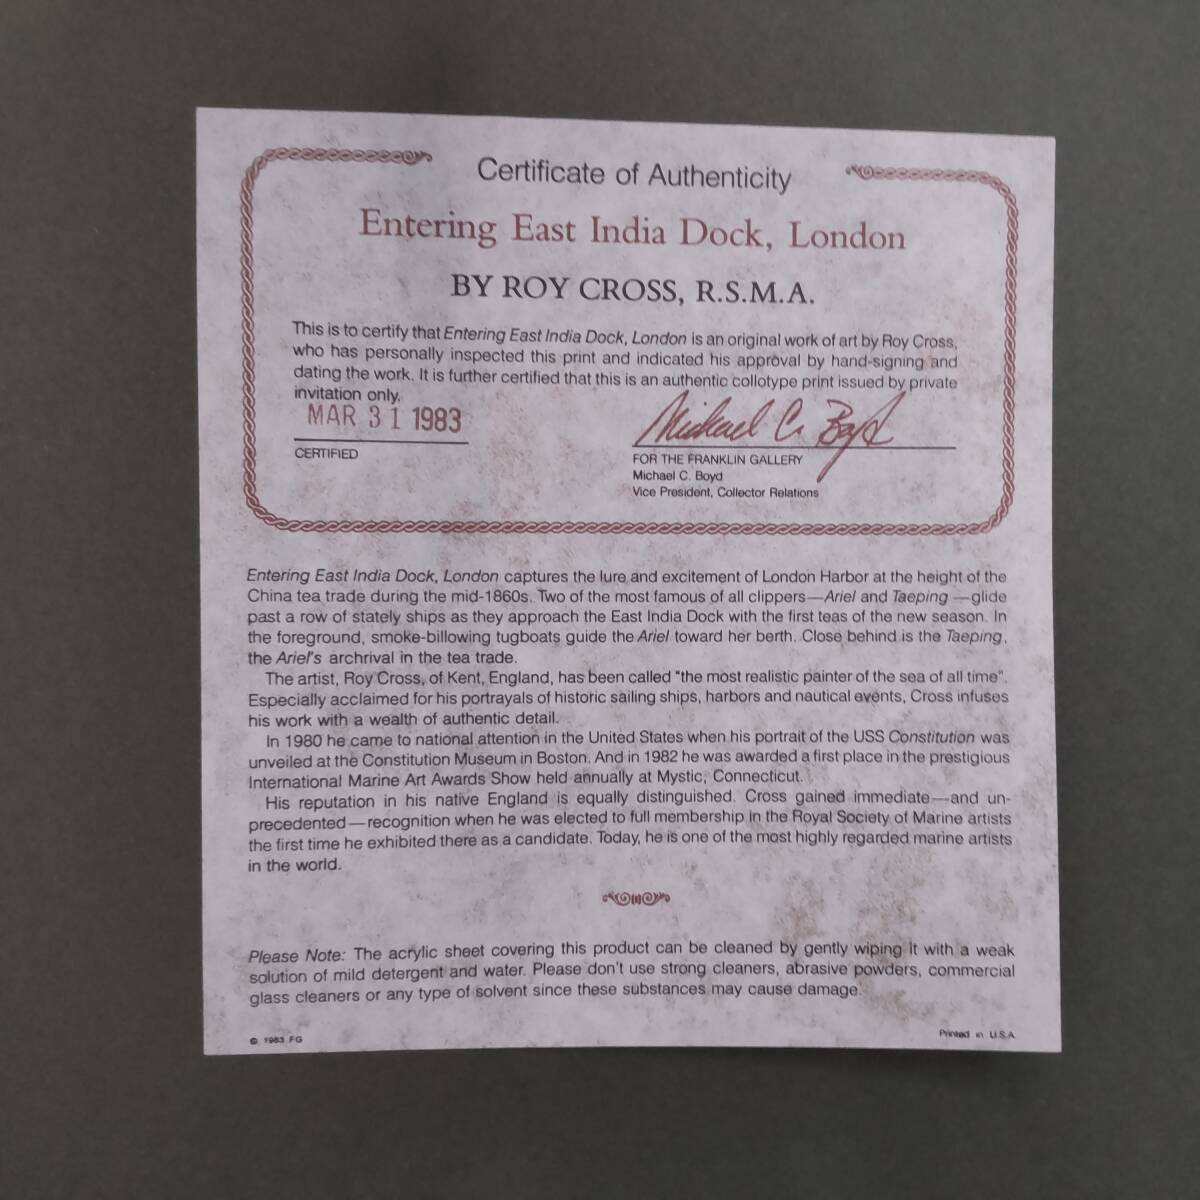 Certificate of Authenticity
Entering East India Dock, London
BY ROY CROSS, R.S.M.A.
This is to certify that Entering East India Dock, London is an original work of art by Roy Cross,
who has personally inspected this print and indicated his approval by hand-signing and
dating the work. It is further certified that this is an authentic collotype print issued by private
invitation only.
MAR 31 1983
CERTIFIED
Michael C. Boyd
FOR THE FRANKLIN GALLERY
Michael C. Boyd
Vice President, Collector Relations
Entering East India Dock, London captures the lure and excitement of London Harbor at the height of the
China tea trade during the mid-1860s. Two of the most famous of all clippers—Ariel and Taeping—glide
past a row of stately ships as they approach the East India Dock with the first teas of the new season. In
the foreground, smoke-billowing tugboats guide the Ariel toward her berth. Close behind is the Taeping,
the Ariel's archrival in the tea trade.
The artist, Roy Cross, of Kent, England, has been called "the most realistic painter of the sea of all time".
Especially acclaimed for his portrayals of historic sailing ships, harbors and nautical events, Cross infuses
his work with a wealth of authentic detail.
In 1980 he came to national attention in the United States when his portrait of the USS Constitution was
unveiled at the Constitution Museum in Boston. And in 1982 he was awarded a first place in the prestigious
International Marine Art Awards Show held annually at Mystic, Connecticut.
His reputation in his native England is equally distinguished. Cross gained immediate—and un-
precedented—recognition when he was elected to full membership in the Royal Society of Marine artists
the first time he exhibited there as a candidate. Today, he is one of the most highly regarded marine artists
in the world.
Please Note: The acrylic sheet covering this product can be cleaned by gently wiping it with a weak
solution of mild detergent and water. Please don't use strong cleaners, abrasive powders, commercial
glass cleaners or any type of solvent since these substances may cause damage.
© 1983 FG
Printed in U.S.A.